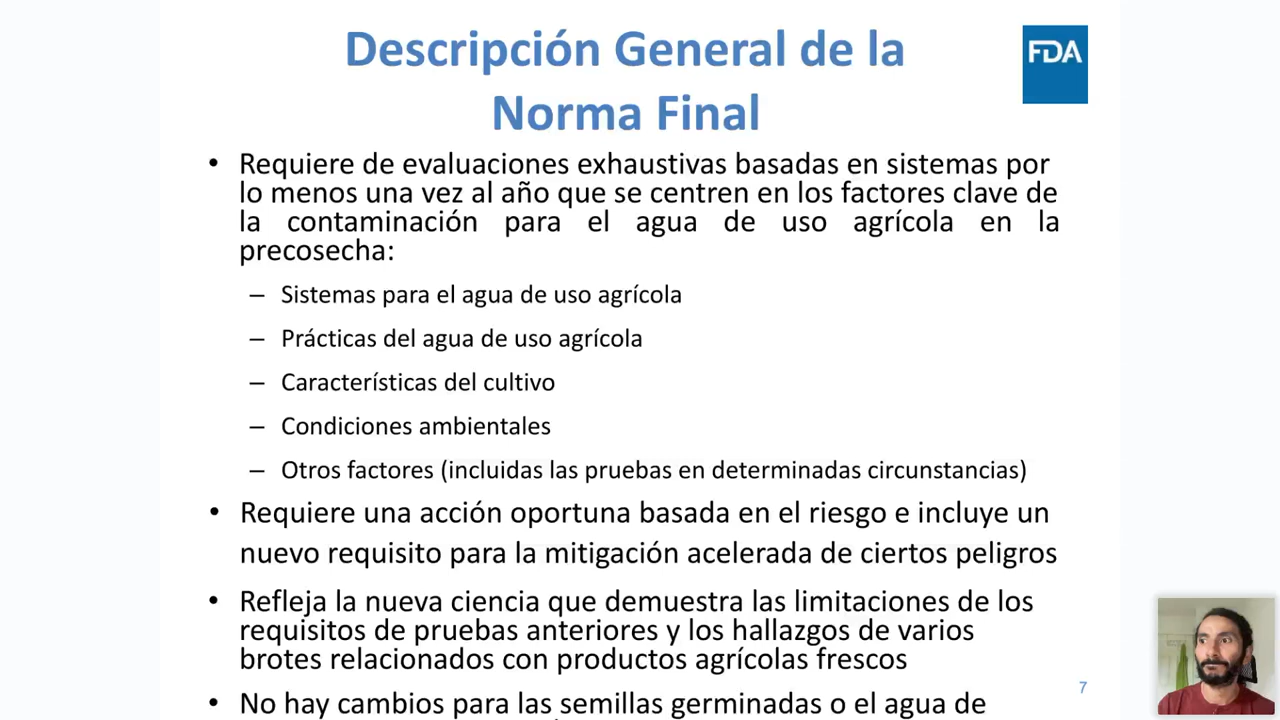 Descripción General de la
Norma Final
FDA
• Requiere de evaluaciones exhaustivas basadas en sistemas por
lo menos una vez al año que se centren en los factores clave de
la contaminación para el agua de uso agrícola en la
precosecha:
– Sistemas para el agua de uso agrícola
– Prácticas del agua de uso agrícola
– Características del cultivo
– Condiciones ambientales
– Otros factores (incluidas las pruebas en determinadas circunstancias)
• Requiere una acción oportuna basada en el riesgo e incluye un
nuevo requisito para la mitigación acelerada de ciertos peligros
• Refleja la nueva ciencia que demuestra las limitaciones de los
requisitos de pruebas anteriores y los hallazgos de varios
brotes relacionados con productos agrícolas frescos
• No hay cambios para las semillas germinadas o el agua de
7